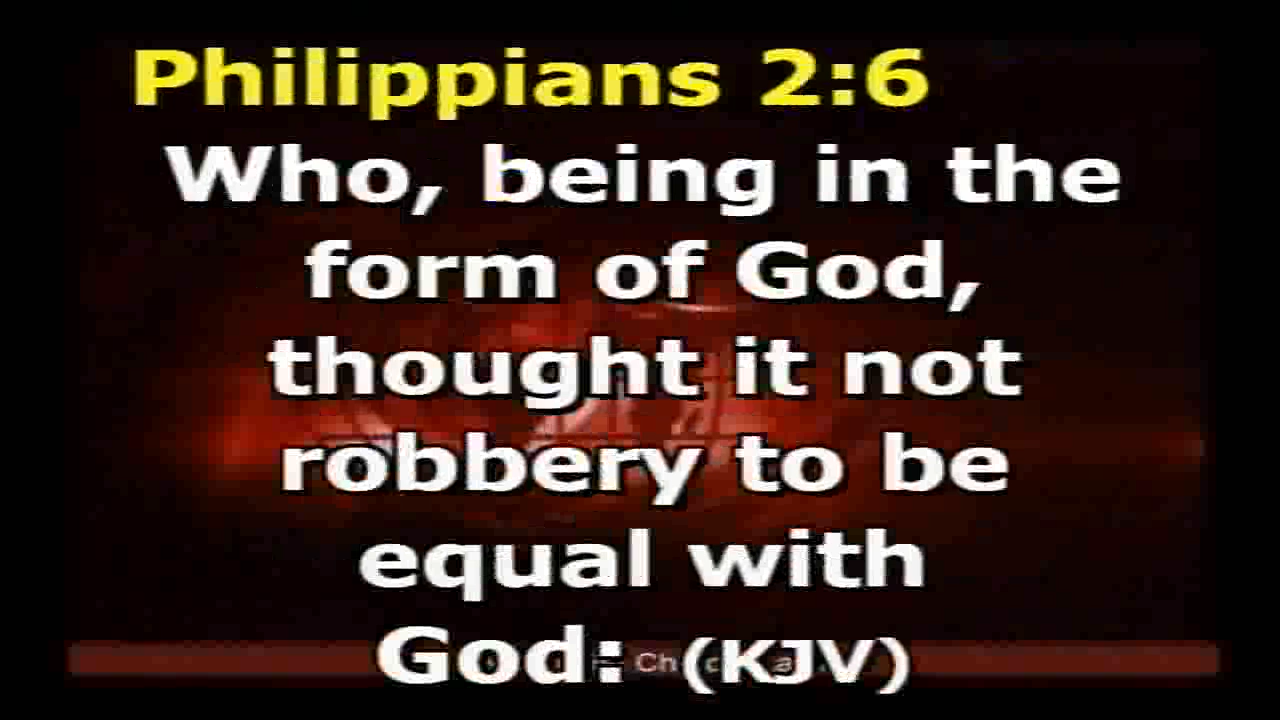 Philippians 2:6
Who, being in the
form of God,
thought it not
robbery to be
equal with
God: (KJV)